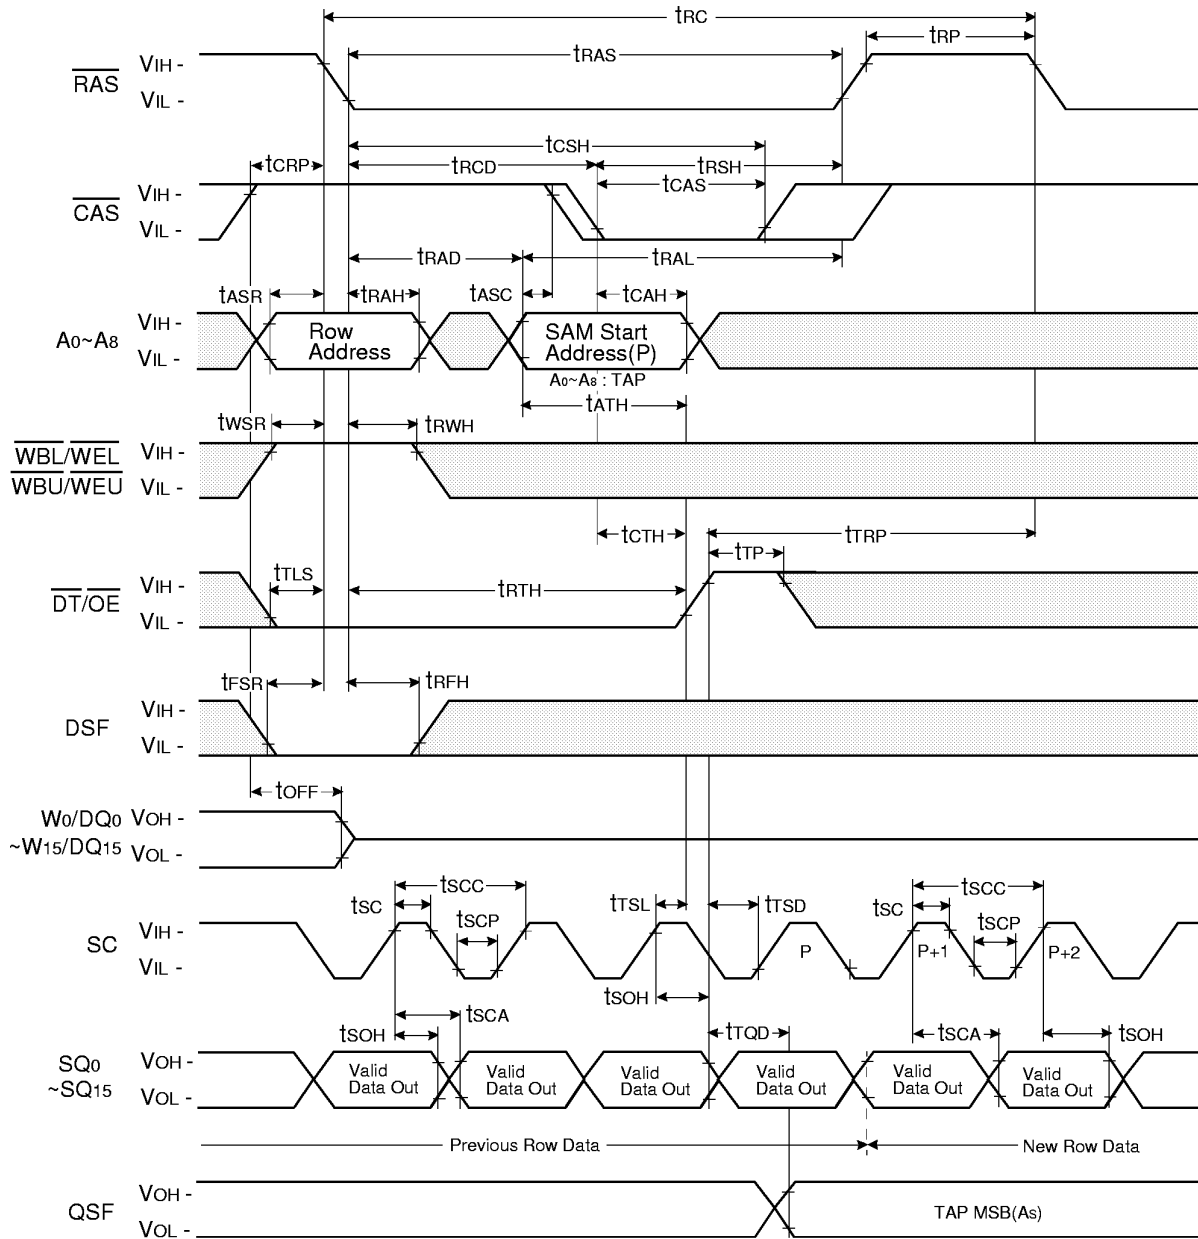 tRC
tRP
tRAS
RAS
VIH -
VIL -
tCSH
tCRP
tRCD
tRSH
tCAS
CAS
VIH -
VIL -
tRAD
tRAL
tASR
tRAH
tASC
tCAH
A0~A8
VIH -
VIL -
Row
Address
SAM Start
Address(P)
A0~A8 : TAP
tATH
tWSR
tRWH
WBL/WEL
WBU/WEU
VIH -
VIL -
tCTH
tTRP
tTP
tTLS
tRTH
DT/OE
VIH -
VIL -
tFSR
tRFH
DSF
VIH -
VIL -
tOFF
W0/DQ0
~W15/DQ15
VOH -
VOL -
tSCC
tSC
tSCP
tTSL
tTSD
tSCC
tSC
tSCP
SC
VIH -
VIL -
P
P+1
P+2
tSOH
tSCA
tSOH
tTQD
tSCA
tSOH
SQ0
~SQ15
VOH -
VOL -
Valid
Data Out
Valid
Data Out
Valid
Data Out
Valid
Data Out
Valid
Data Out
Valid
Data Out
Previous Row Data
New Row Data
QSF
VOH -
VOL -
TAP MSB(As)